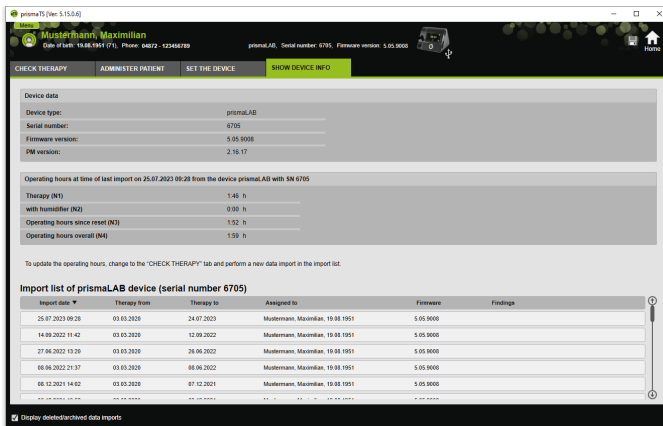 prismaTS [Vet: 5.15.0.6]
Menu
Mustermann, Maximilian
Date of birth: 19.08.1951 (71), Phone: 04872 - 123456789
prismaLAB, Serial number: 6705, Firmware version: 5.05.9008
Home
CHECK THERAPY ADMINISTER PATIENT SET THE DEVICE SHOW DEVICE INFO
Device data
Device type: prismaLAB
Serial number: 6705
Firmware version: 5.05.9008
PM version: 2.16.17
Operating hours at time of last import on 25.07.2023 09:28 from the device prismaLAB with SN 6705
Therapy (N1) 1:46 h
with humidifier (N2) 0:00 h
Operating hours since reset (N3) 1:52 h
Operating hours overall (N4) 1:59 h
To update the operating hours, change to the "CHECK THERAPY" tab and perform a new data import in the import list.
Import list of prismaLAB device (serial number 6705)
Import date ▼ Therapy from Therapy to Assigned to Firmware Findings
25.07.2023 09:28 03.03.2020 24.07.2023 Mustermann, Maximilian, 19.08.1951 5.05.9008
14.09.2022 11:42 03.03.2020 12.09.2022 Mustermann, Maximilian, 19.08.1951 5.05.9008
27.06.2022 13:20 03.03.2020 26.06.2022 Mustermann, Maximilian, 19.08.1951 5.05.9008
08.06.2022 21:37 03.03.2020 08.06.2022 Mustermann, Maximilian, 19.08.1951 5.05.9008
08.12.2021 14:02 03.03.2020 07.12.2021 Mustermann, Maximilian, 19.08.1951 5.05.9008
Display deleted/archived data imports